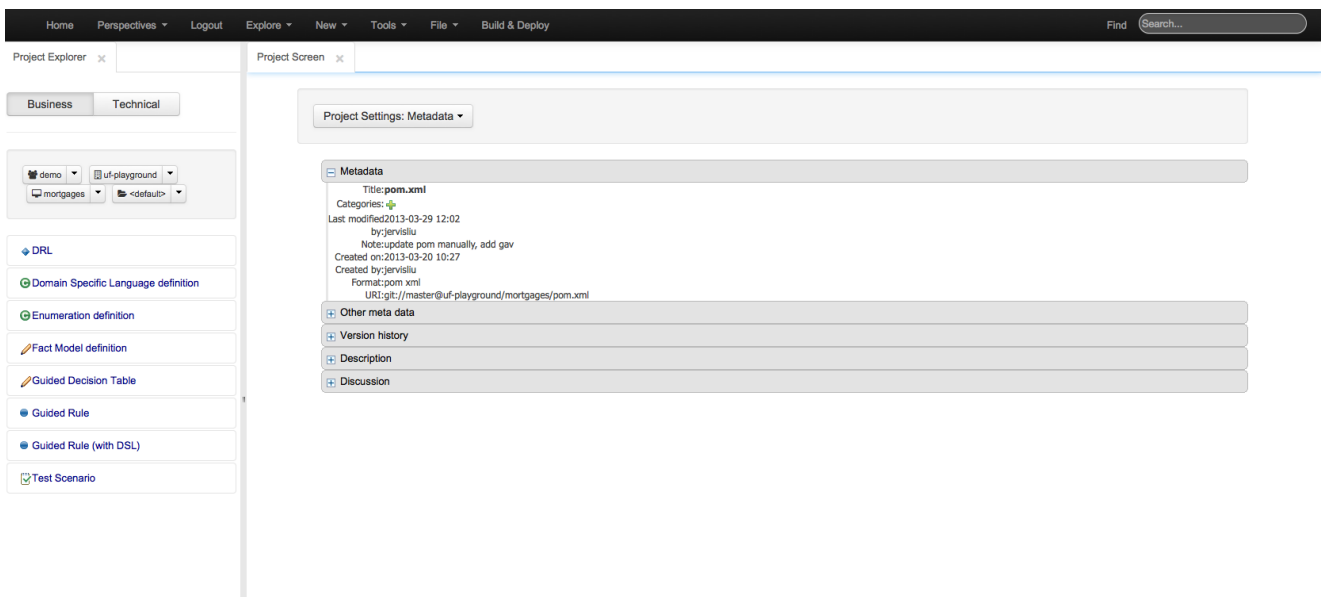 Home Perspectives Logout Explore New Tools File Build & Deploy Find Search...
Project Explorer
Project Screen
Business Technical
Project Settings: Metadata
demo uf-playground
mortgages <default>
DRL
Domain Specific Language definition
Enumeration definition
Fact Model definition
Guided Decision Table
Guided Rule
Guided Rule (with DSL)
Test Scenario
Metadata
Title:pom.xml
Categories:
Last modified2013-03-29 12:02
by:jervisliu
Note:update pom manually, add gav
Created on:2013-03-20 10:27
Created by:jervisliu
Format:pom xml
URI:git://master@uf-playground/mortgages/pom.xml
Other meta data
Version history
Description
Discussion